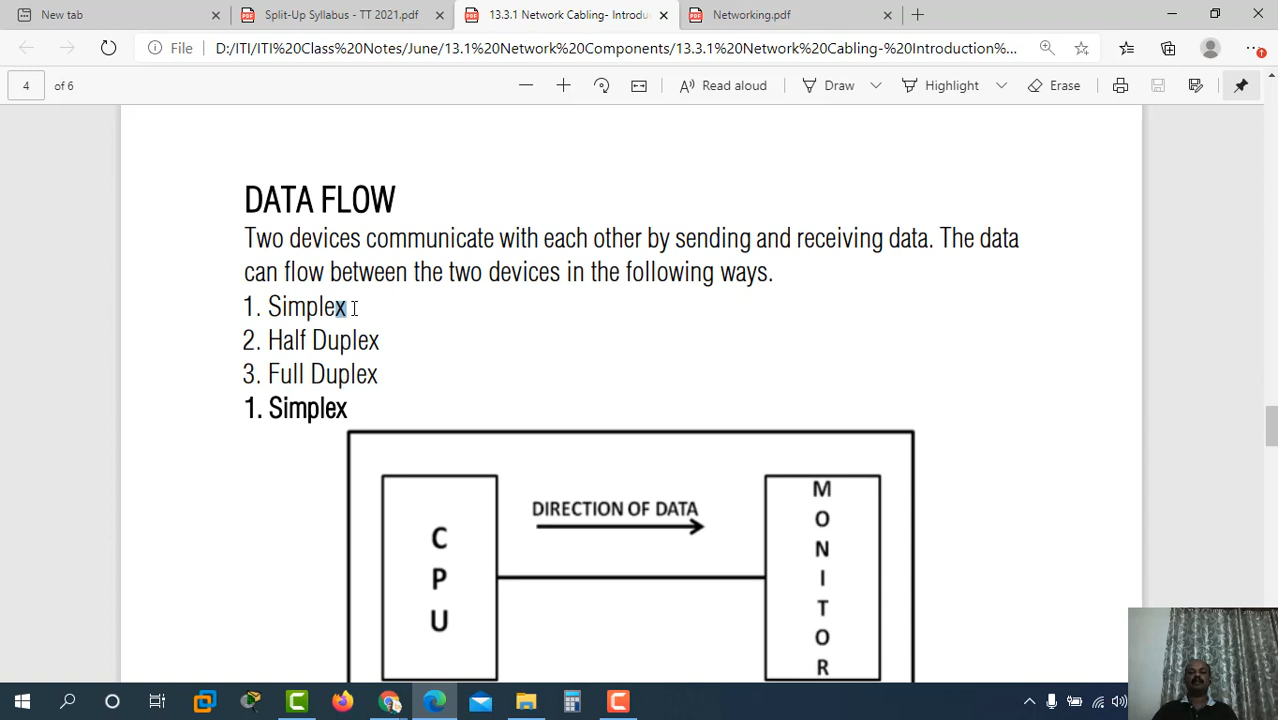 New tab
Split-Up Syllabus - TT 2021.pdf
13.3.1 Network Cabling- Introdu
Networking.pdf
File
D:/ITI/ITI%20Class%20Notes/June/13.1%20Network%20Components/13.3.1%20Network%20Cabling-%20Introduction%...
4
of 6
Read aloud
Draw
Highlight
Erase
DATA FLOW
Two devices communicate with each other by sending and receiving data. The data
can flow between the two devices in the following ways.
1. Simplex
2. Half Duplex
3. Full Duplex
1. Simplex
DIRECTION OF DATA
CPU
MONITOR